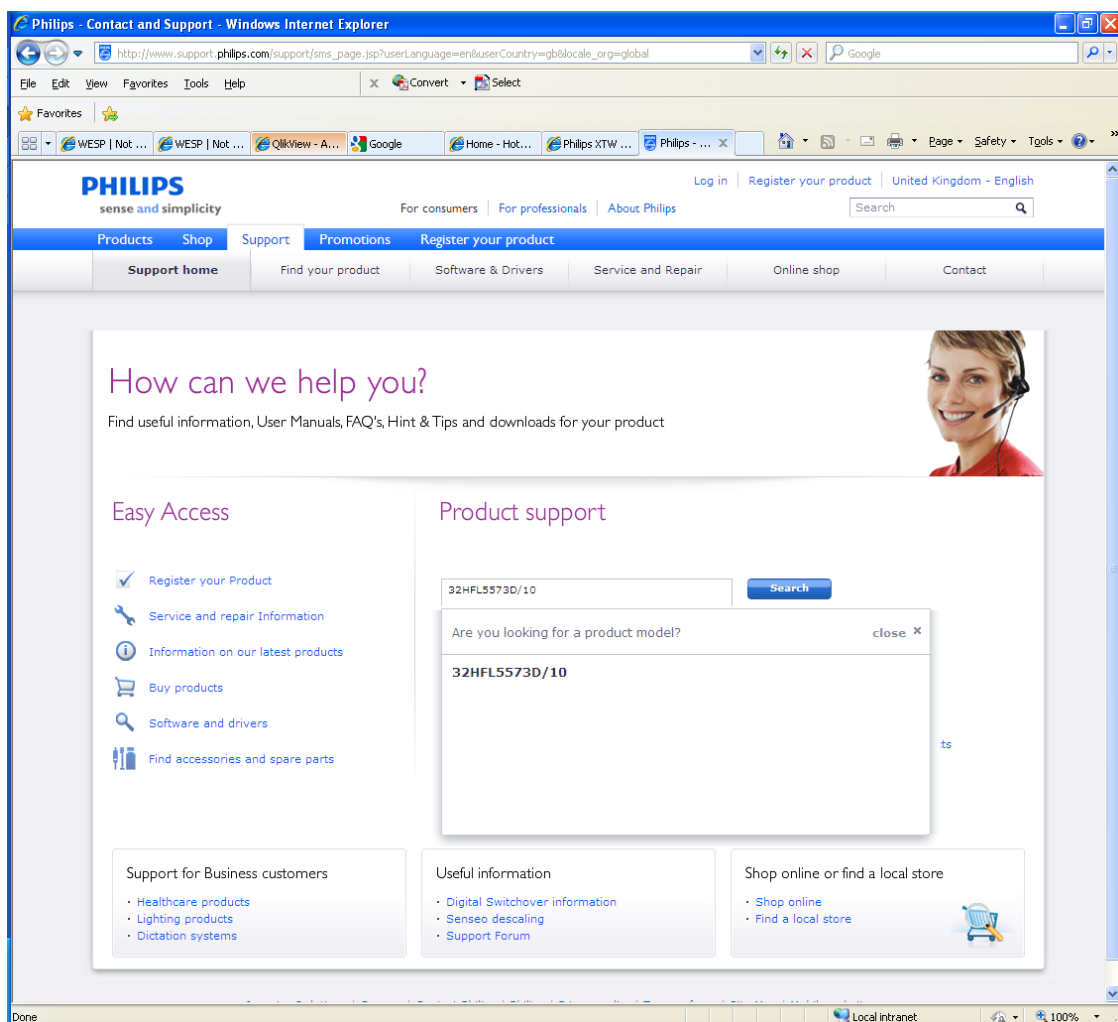 Philips - Contact and Support - Windows Internet Explorer
http://www.support.philips.com/support/sms_page.jsp?userLanguage=en&userCountry=gb&locale_org=global
Google
File Edit View Favorites Tools Help
x Convert Select
Favorites
WESP | Not ... WESP | Not ... QlikView - A... Google Home - Hot... Philips XTW ... Philips - ... X
Page Safety Tools »
PHILIPS
sense and simplicity
Log in Register your product United Kingdom - English
For consumers For professionals About Philips
Search
Products Shop Support Promotions Register your product
Support home Find your product Software & Drivers Service and Repair Online shop Contact
How can we help you?
Find useful information, User Manuals, FAQ's, Hint & Tips and downloads for your product
Easy Access
Register your Product
Service and repair Information
Information on our latest products
Buy products
Software and drivers
Find accessories and spare parts
Product support
32HFL5573D/10
Search
Are you looking for a product model?
close x
32HFL5573D/10
ts
Support for Business customers
· Healthcare products
· Lighting products
· Dictation systems
Useful information
· Digital Switchover information
· Senseo descaling
· Support Forum
Shop online or find a local store
· Shop online
· Find a local store
Done
Local intranet
100%